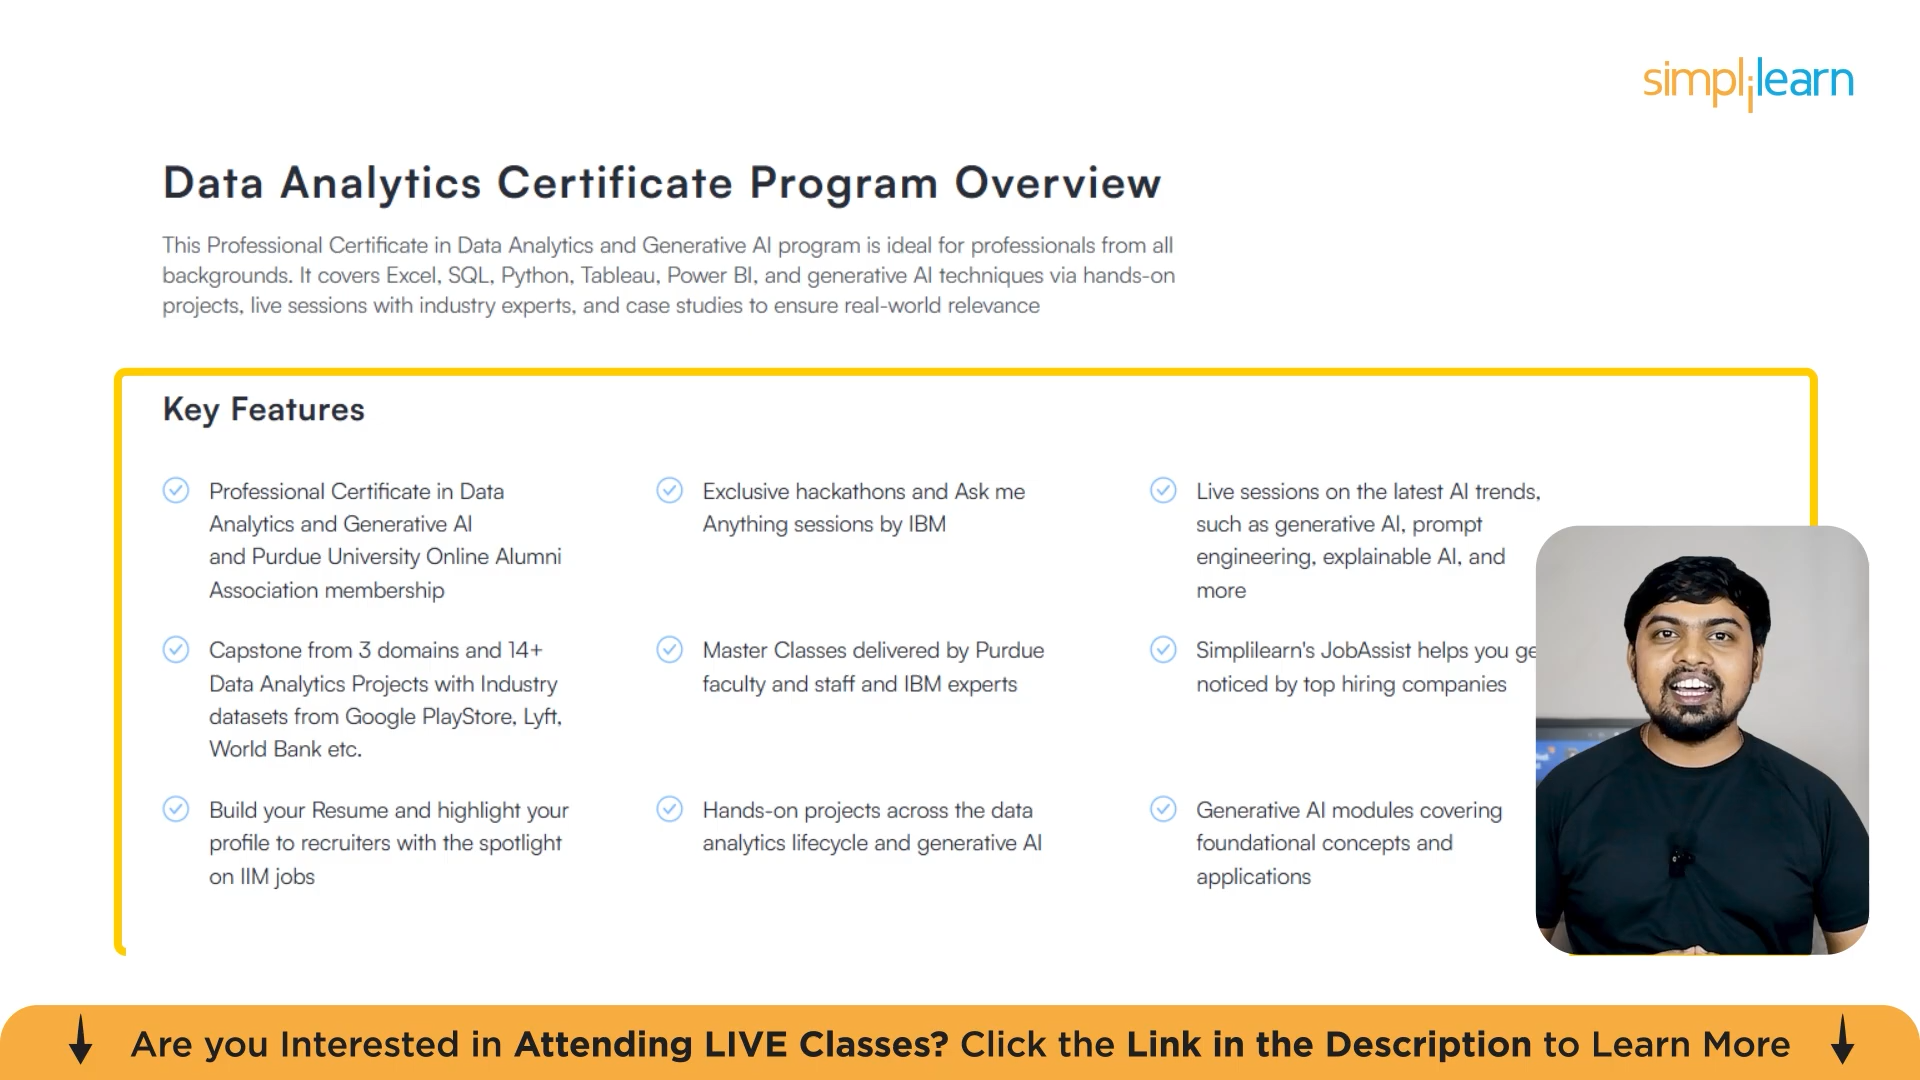 simplilearn
Data Analytics Certificate Program Overview
This Professional Certificate in Data Analytics and Generative AI program is ideal for professionals from all
backgrounds. It covers Excel, SQL, Python, Tableau, Power BI, and generative AI techniques via hands-on
projects, live sessions with industry experts, and case studies to ensure real-world relevance
Key Features
Professional Certificate in Data
Analytics and Generative AI
and Purdue University Online Alumni
Association membership
Exclusive hackathons and Ask me
Anything sessions by IBM
Live sessions on the latest AI trends,
such as generative AI, prompt
engineering, explainable AI, and
more
Capstone from 3 domains and 14+
Data Analytics Projects with Industry
datasets from Google PlayStore, Lyft,
World Bank etc.
Master Classes delivered by Purdue
faculty and staff and IBM experts
Simplilearn's JobAssist helps you
noticed by top hiring companies
Build your Resume and highlight your
profile to recruiters with the spotlight
on IIM jobs
Hands-on projects across the data
analytics lifecycle and generative AI
Generative AI modules covering
foundational concepts and
applications
Are you Interested in Attending LIVE Classes? Click the Link in the Description to Learn More